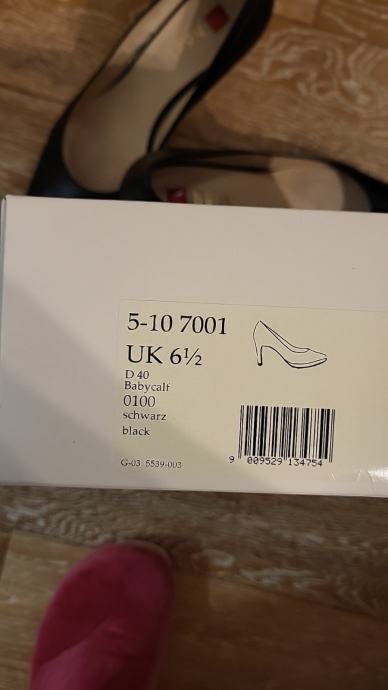 5-10 7001
UK 6½
D 40
Babycalf
0100
schwarz
black
G-03 5539-003
9 009529 134754